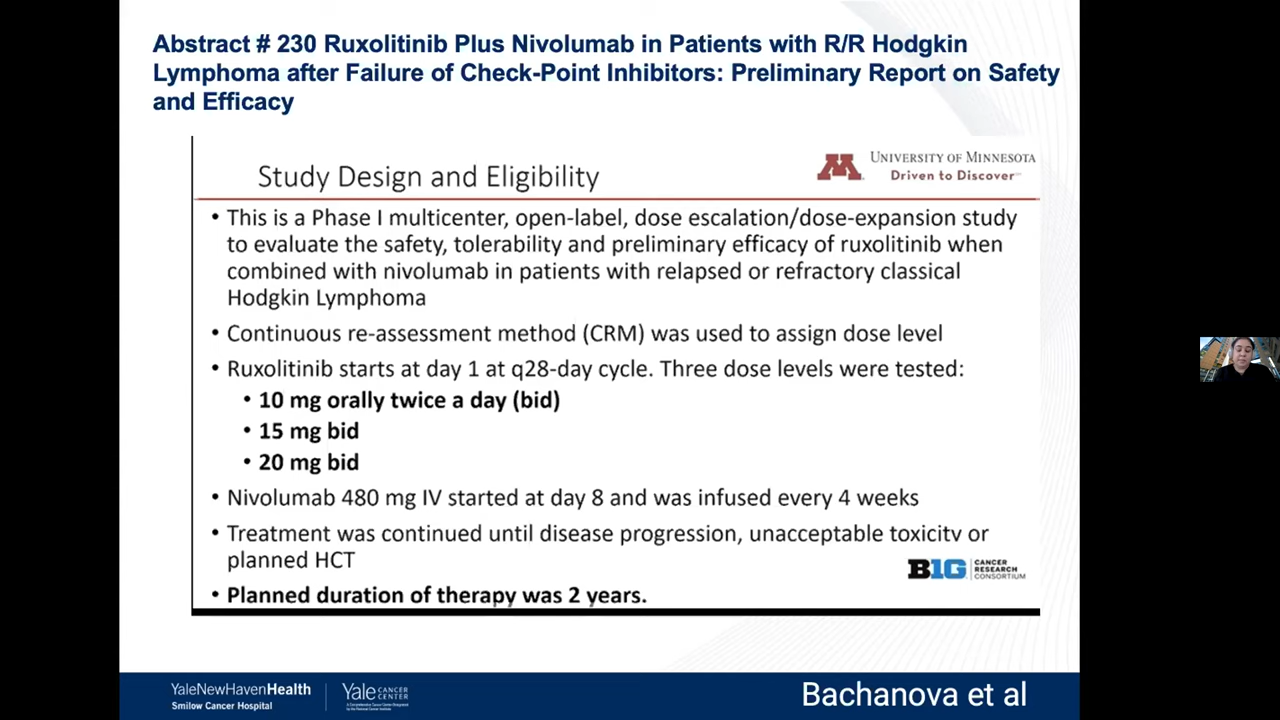 Abstract # 230 Ruxolitinib Plus Nivolumab in Patients with R/R Hodgkin
Lymphoma after Failure of Check-Point Inhibitors: Preliminary Report on Safety
and Efficacy
Study Design and Eligibility
M
UNIVERSITY OF MINNESOTA
Driven to Discover
• This is a Phase I multicenter, open-label, dose escalation/dose-expansion study
to evaluate the safety, tolerability and preliminary efficacy of ruxolitinib when
combined with nivolumab in patients with relapsed or refractory classical
Hodgkin Lymphoma
• Continuous re-assessment method (CRM) was used to assign dose level
• Ruxolitinib starts at day 1 at q28-day cycle. Three dose levels were tested:
• 10 mg orally twice a day (bid)
• 15 mg bid
• 20 mg bid
• Nivolumab 480 mg IV started at day 8 and was infused every 4 weeks
• Treatment was continued until disease progression, unacceptable toxicity or
planned HCT
B1G CANCER
RESEARCH
CONSORTIUM
• Planned duration of therapy was 2 years.
YaleNewHavenHealth
Smilow Cancer Hospital
Yale CANCER
CENTER
Bachanova et al